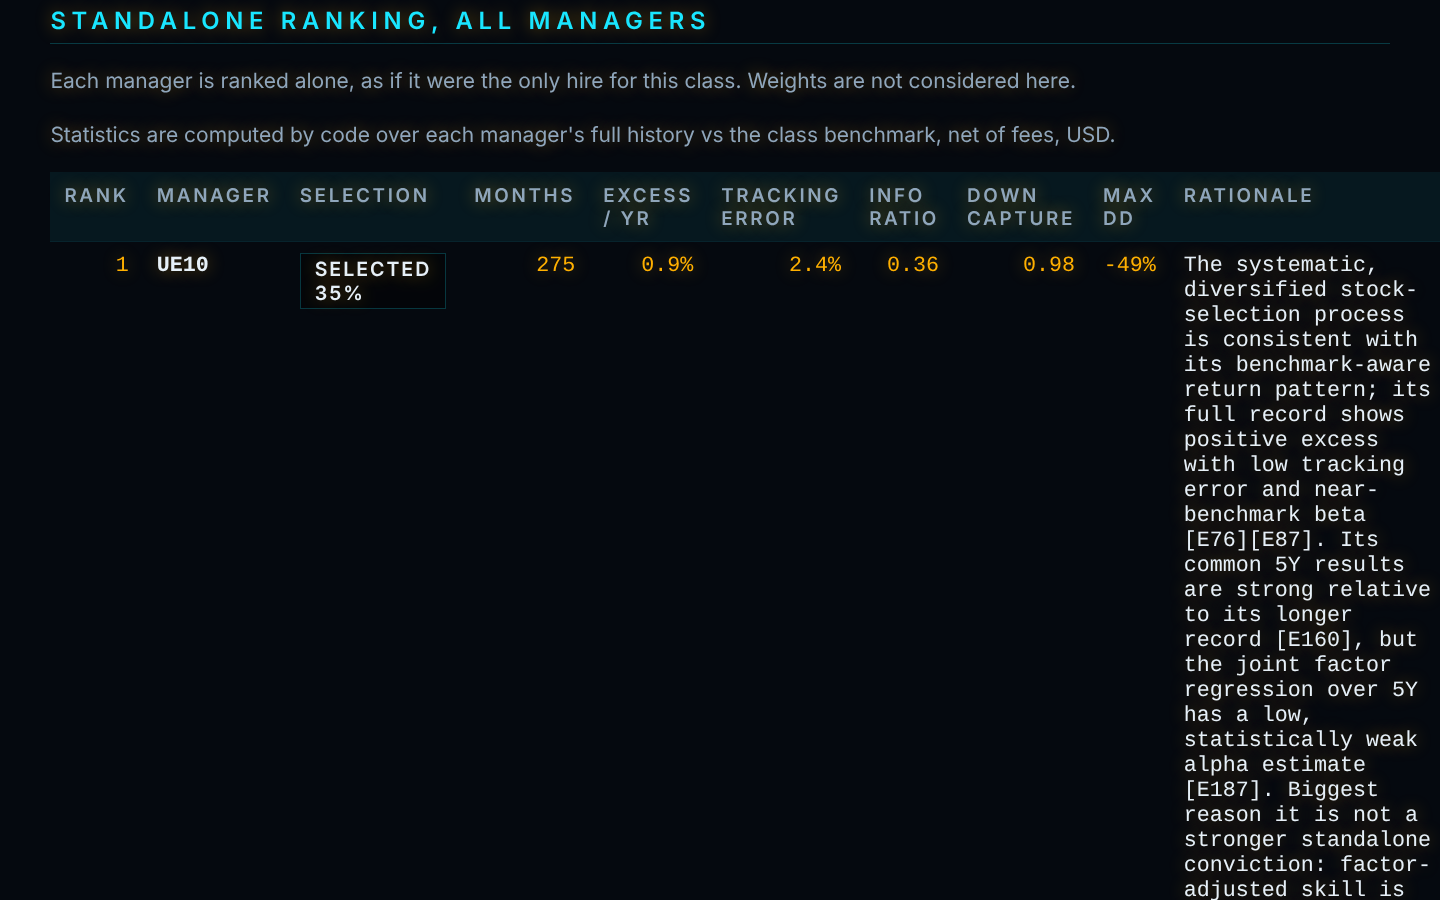 STANDALONE RANKING, ALL MANAGERS
Each manager is ranked alone, as if it were the only hire for this class. Weights are not considered here.
Statistics are computed by code over each manager's full history vs the class benchmark, net of fees, USD.
RANK MANAGER SELECTION MONTHS EXCESS / YR TRACKING ERROR INFO RATIO DOWN CAPTURE MAX DD RATIONALE
1 UE10 SELECTED 35% 275 0.9% 2.4% 0.36 0.98 -49%
The systematic,
diversified stock-
selection process
is consistent with
its benchmark-aware
return pattern; its
full record shows
positive excess
with low tracking
error and near-
benchmark beta
[E76][E87]. Its
common 5Y results
are strong relative
to its longer
record [E160], but
the joint factor
regression over 5Y
has a low,
statistically weak
alpha estimate
[E187]. Biggest
reason it is not a
stronger standalone
conviction: factor-
adjusted skill is